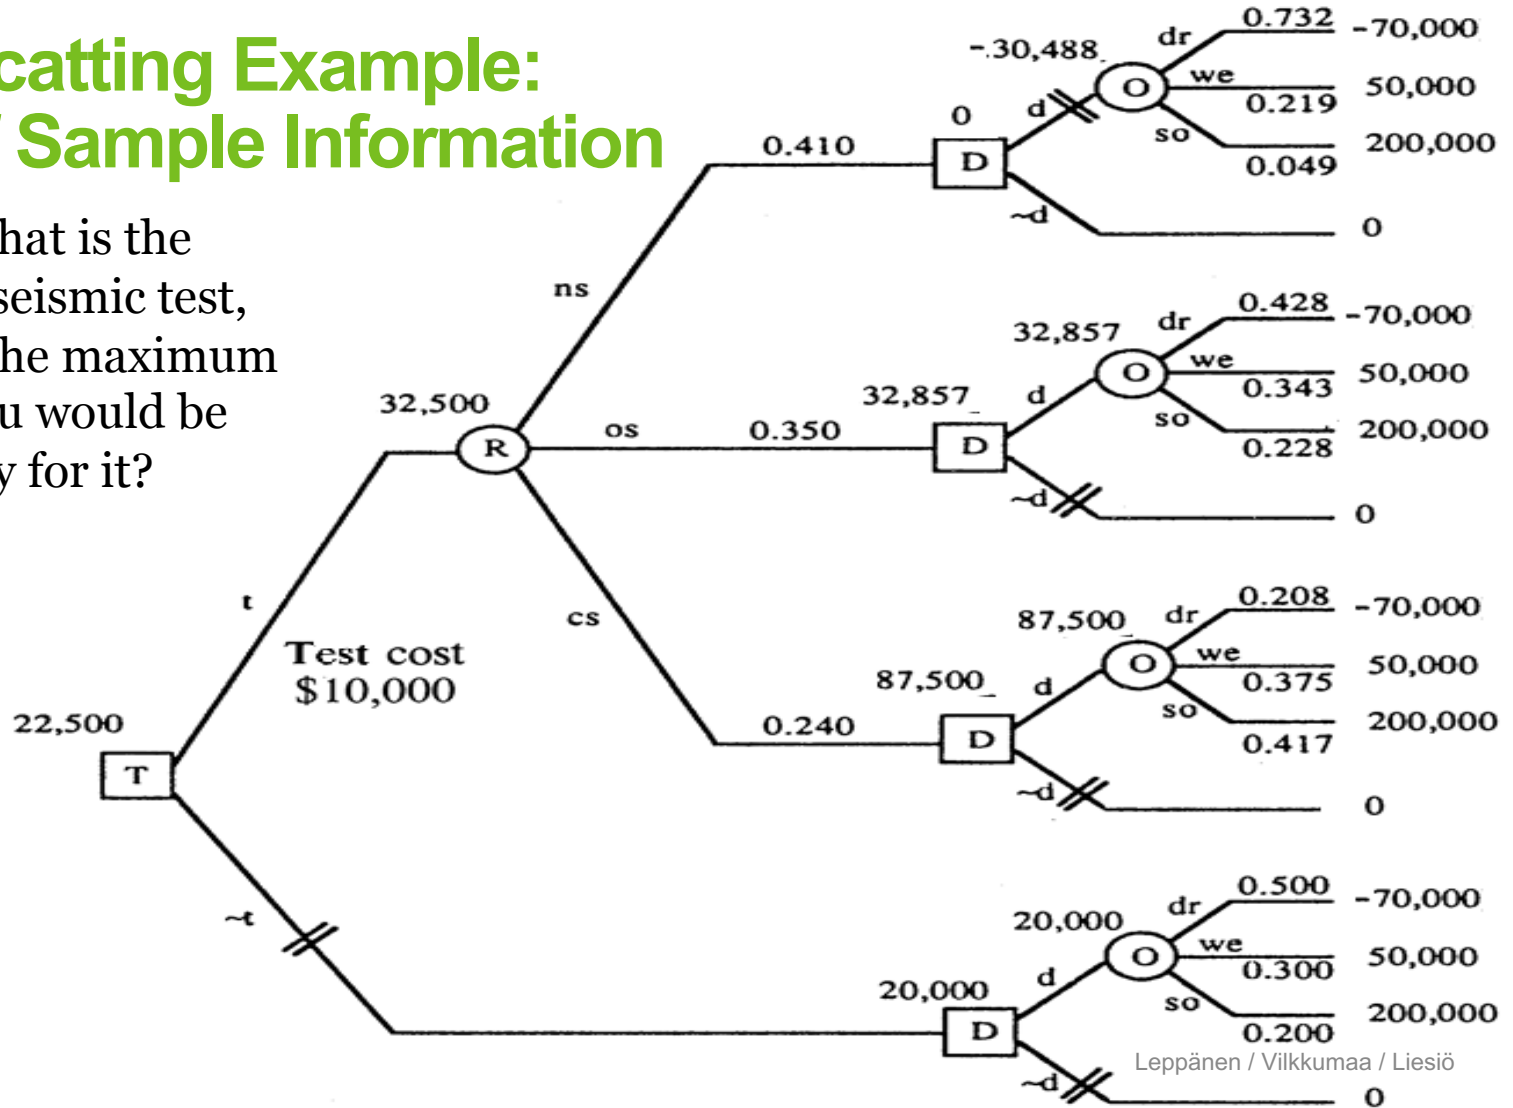 catting Example:
Sample Information
hat is the
seismic test,
he maximum
u would be
y for it?
-30,488
dr
0.732
-70,000
O
we
0.219
50,000
so
0.049
200,000
0
d
D
~d
0
0.410
ns
32,500
R
os
0.350
32,857
D
d
32,857
O
dr
0.428
-70,000
we
0.343
50,000
so
0.228
200,000
~d
0
cs
0.240
87,500
D
d
87,500
O
dr
0.208
-70,000
we
0.375
50,000
so
0.417
200,000
~d
0
t
Test cost
$10,000
22,500
T
~t
20,000
D
d
20,000
O
dr
0.500
-70,000
we
0.300
50,000
so
0.200
200,000
~d
0
Leppänen / Vilkkumaa / Liesiö